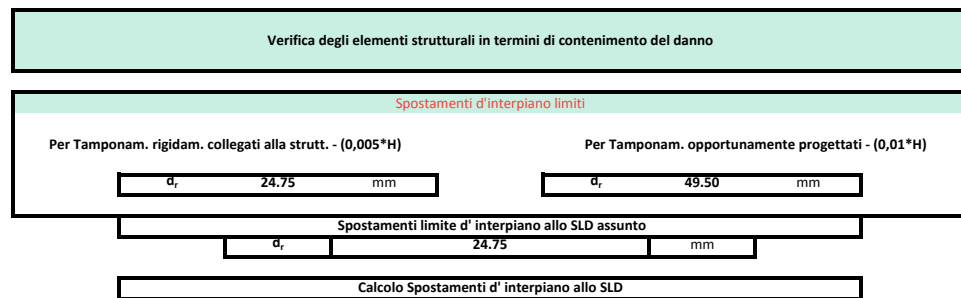 Verifica degli elementi strutturali in termini di contenimento del danno
Spostamenti d'interpiano limiti
Per Tamponam. rigidam. collegati alla strutt. - (0,005*H)
Per Tamponam. opportunamente progettati - (0,01*H)
dr 24.75 mm
dr 49.50 mm
Spostamenti limite d' interpiano allo SLD assunto
dr 24.75 mm
Calcolo Spostamenti d' interpiano allo SLD